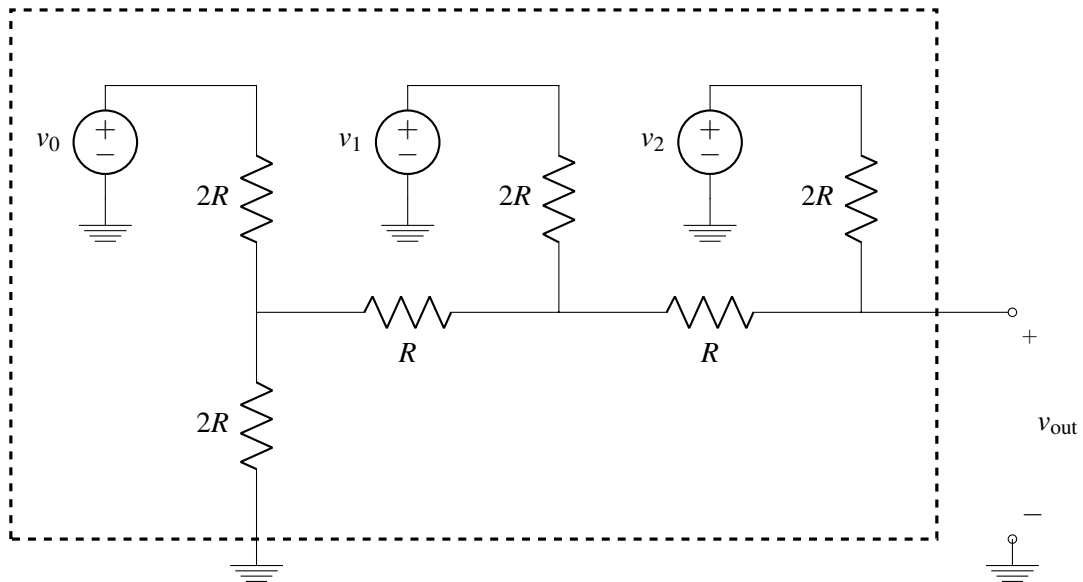 v0 + − v1 + − v2 + −
2R 2R 2R
R R
+
2R
vout
−